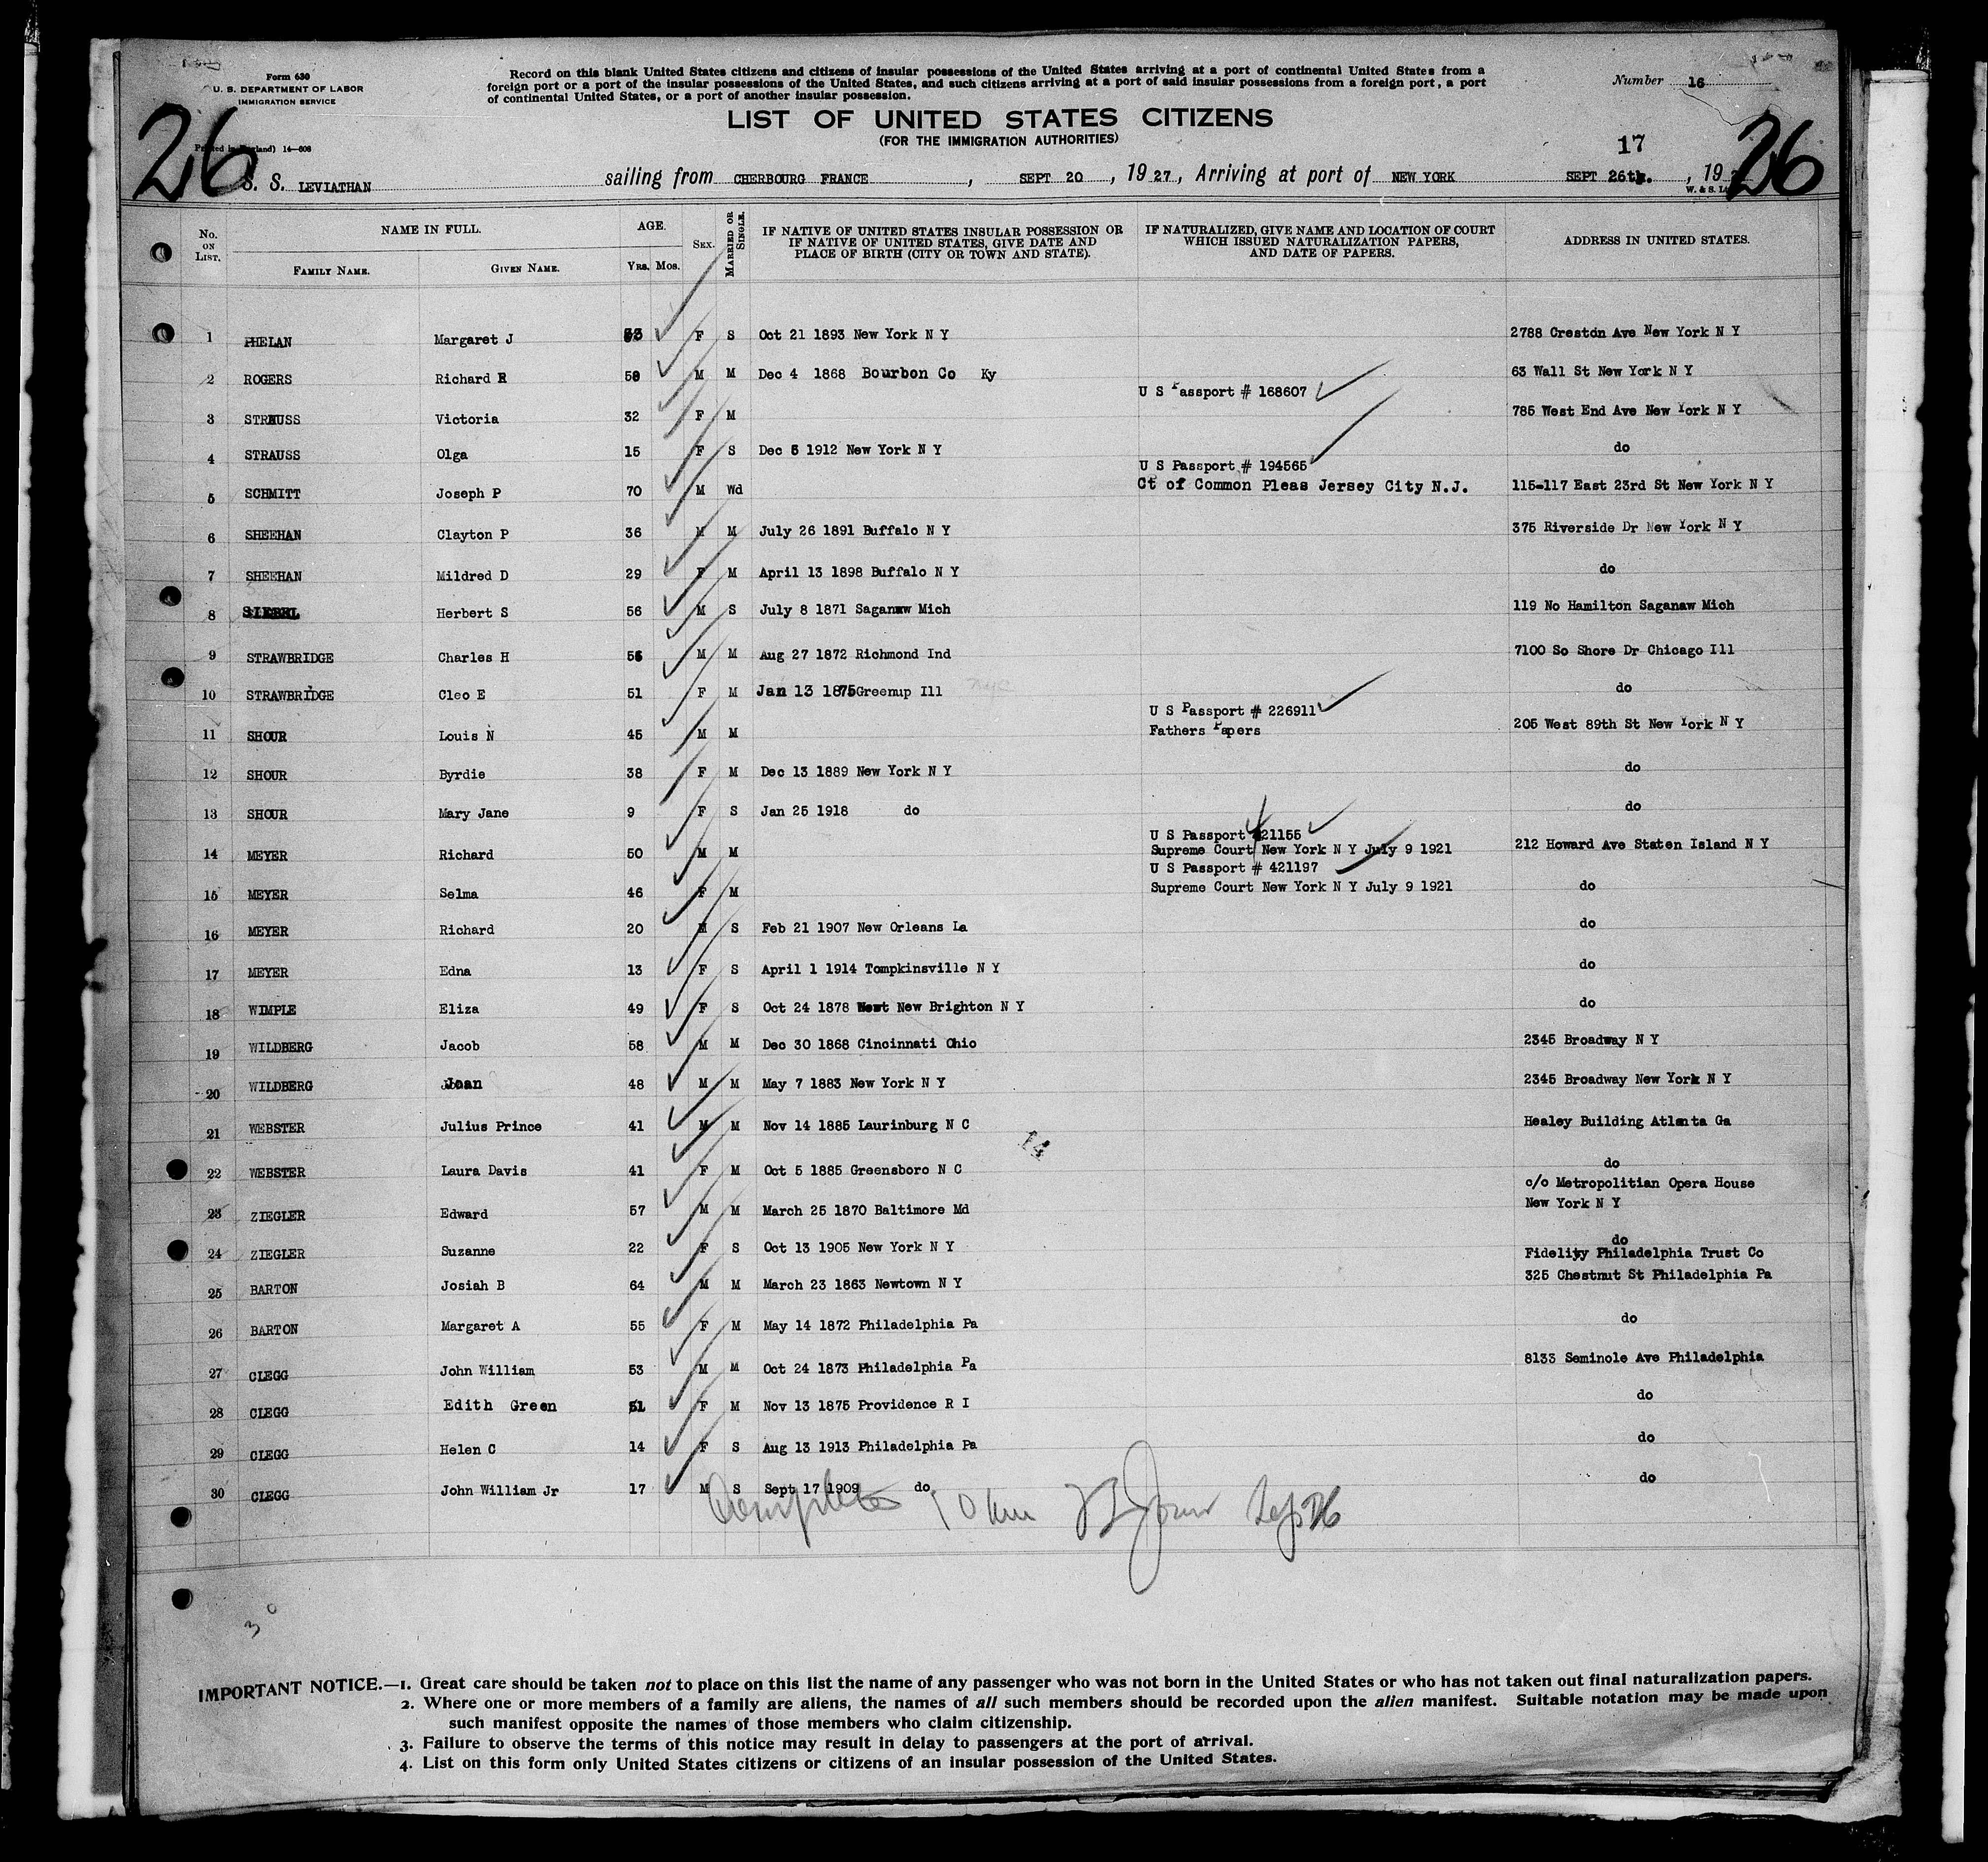 Form 630
U. S. DEPARTMENT OF LABOR
IMMIGRATION SERVICE
Record on this blank United States citizens and citizens of insular possessions of the United States arriving at a port of continental United States from a
foreign port or a port of the insular possessions of the United States, and such citizens arriving at a port of said insular possessions from a foreign port, a port
of continental United States, or a port of another insular possession.
Number 16
LIST OF UNITED STATES CITIZENS
(FOR THE IMMIGRATION AUTHORITIES)
17
26 26
14—608
S. S. LEVIATHAN sailing from CHERBOURG FRANCE, SEPT 20, 1927, Arriving at port of NEW YORK SEPT 26th., 19
W. & S. Ld
No. ON LIST. NAME IN FULL. FAMILY NAME. GIVEN NAME. AGE. YRS. MOS. SEX. MARRIED OR SINGLE. IF NATIVE OF UNITED STATES INSULAR POSSESSION OR IF NATIVE OF UNITED STATES, GIVE DATE AND PLACE OF BIRTH (CITY OR TOWN AND STATE). IF NATURALIZED, GIVE NAME AND LOCATION OF COURT WHICH ISSUED NATURALIZATION PAPERS, AND DATE OF PAPERS. ADDRESS IN UNITED STATES.
1 PHELAN Margaret J F S Oct 21 1893 New York N Y 2788 Creston Ave New York N Y
2 ROGERS Richard R M M Dec 4 1868 Bourbon Co Ky 63 Wall St New York N Y
U S Passport # 168607
3 STRAUSS Victoria 32 F M 785 West End Ave New York N Y
4 STRAUSS Olga 15 F S Dec 5 1912 New York N Y do
U S Passport # 194565
5 SCHMITT Joseph P 70 M Wd Ct of Common Pleas Jersey City N.J. 115-117 East 23rd St New York N Y
6 SHEEHAN Clayton P 36 M M July 26 1891 Buffalo N Y 375 Riverside Dr New York N Y
7 SHEEHAN Mildred D 29 F M April 13 1898 Buffalo N Y do
8 SIEBEL Herbert S 56 M S July 8 1871 Saganaw Mich 119 No Hamilton Saganaw Mich
9 STRAWBRIDGE Charles H M M Aug 27 1872 Richmond Ind 7100 So Shore Dr Chicago Ill
10 STRAWBRIDGE Cleo E 51 F M Jan 13 1875 Greenup Ill do
U S Passport # 226911
11 SHOUR Louis N 45 M M Fathers Papers 205 West 89th St New York N Y
12 SHOUR Byrdie 38 F M Dec 13 1889 New York N Y do
13 SHOUR Mary Jane 9 F S Jan 25 1918 do do
U S Passport 421155
14 MEYER Richard 50 M M Supreme Court New York N Y July 9 1921 212 Howard Ave Staten Island N Y
U S Passport # 421197
15 MEYER Selma 46 F M Supreme Court New York N Y July 9 1921 do
16 MEYER Richard 20 M S Feb 21 1907 New Orleans La do
17 MEYER Edna 13 F S April 1 1914 Tompkinsville N Y do
18 WIMPLE Eliza 49 F S Oct 24 1878 West New Brighton N Y do
19 WILDBERG Jacob 58 M M Dec 30 1868 Cincinnati Ohio 2345 Broadway N Y
20 WILDBERG Joan 48 M M May 7 1883 New York N Y 2345 Broadway New York N Y
21 WEBSTER Julius Prince 41 M M Nov 14 1885 Laurinburg N C Healey Building Atlanta Ga
14
22 WEBSTER Laura Davis 41 F M Oct 5 1885 Greensboro N C do
c/o Metropolitian Opera House
23 ZIEGLER Edward 57 M M March 25 1870 Baltimore Md New York N Y
24 ZIEGLER Suzanne 22 F S Oct 13 1905 New York N Y do
Fidelity Philadelphia Trust Co
25 BARTON Josiah B 64 M M March 23 1863 Newtown N Y 325 Chestnut St Philadelphia Pa
26 BARTON Margaret A 55 F M May 14 1872 Philadelphia Pa do
27 CLEGG John William 53 M M Oct 24 1873 Philadelphia Pa 8133 Seminole Ave Philadelphia
28 CLEGG Edith Green 51 F M Nov 13 1875 Providence R I do
29 CLEGG Helen C 14 F S Aug 13 1913 Philadelphia Pa do
30 CLEGG John William Jr 17 M S Sept 17 1909 do do
30
IMPORTANT NOTICE.—1. Great care should be taken not to place on this list the name of any passenger who was not born in the United States or who has not taken out final naturalization papers.
2. Where one or more members of a family are aliens, the names of all such members should be recorded upon the alien manifest. Suitable notation may be made upon
such manifest opposite the names of those members who claim citizenship.
3. Failure to observe the terms of this notice may result in delay to passengers at the port of arrival.
4. List on this form only United States citizens or citizens of an insular possession of the United States.